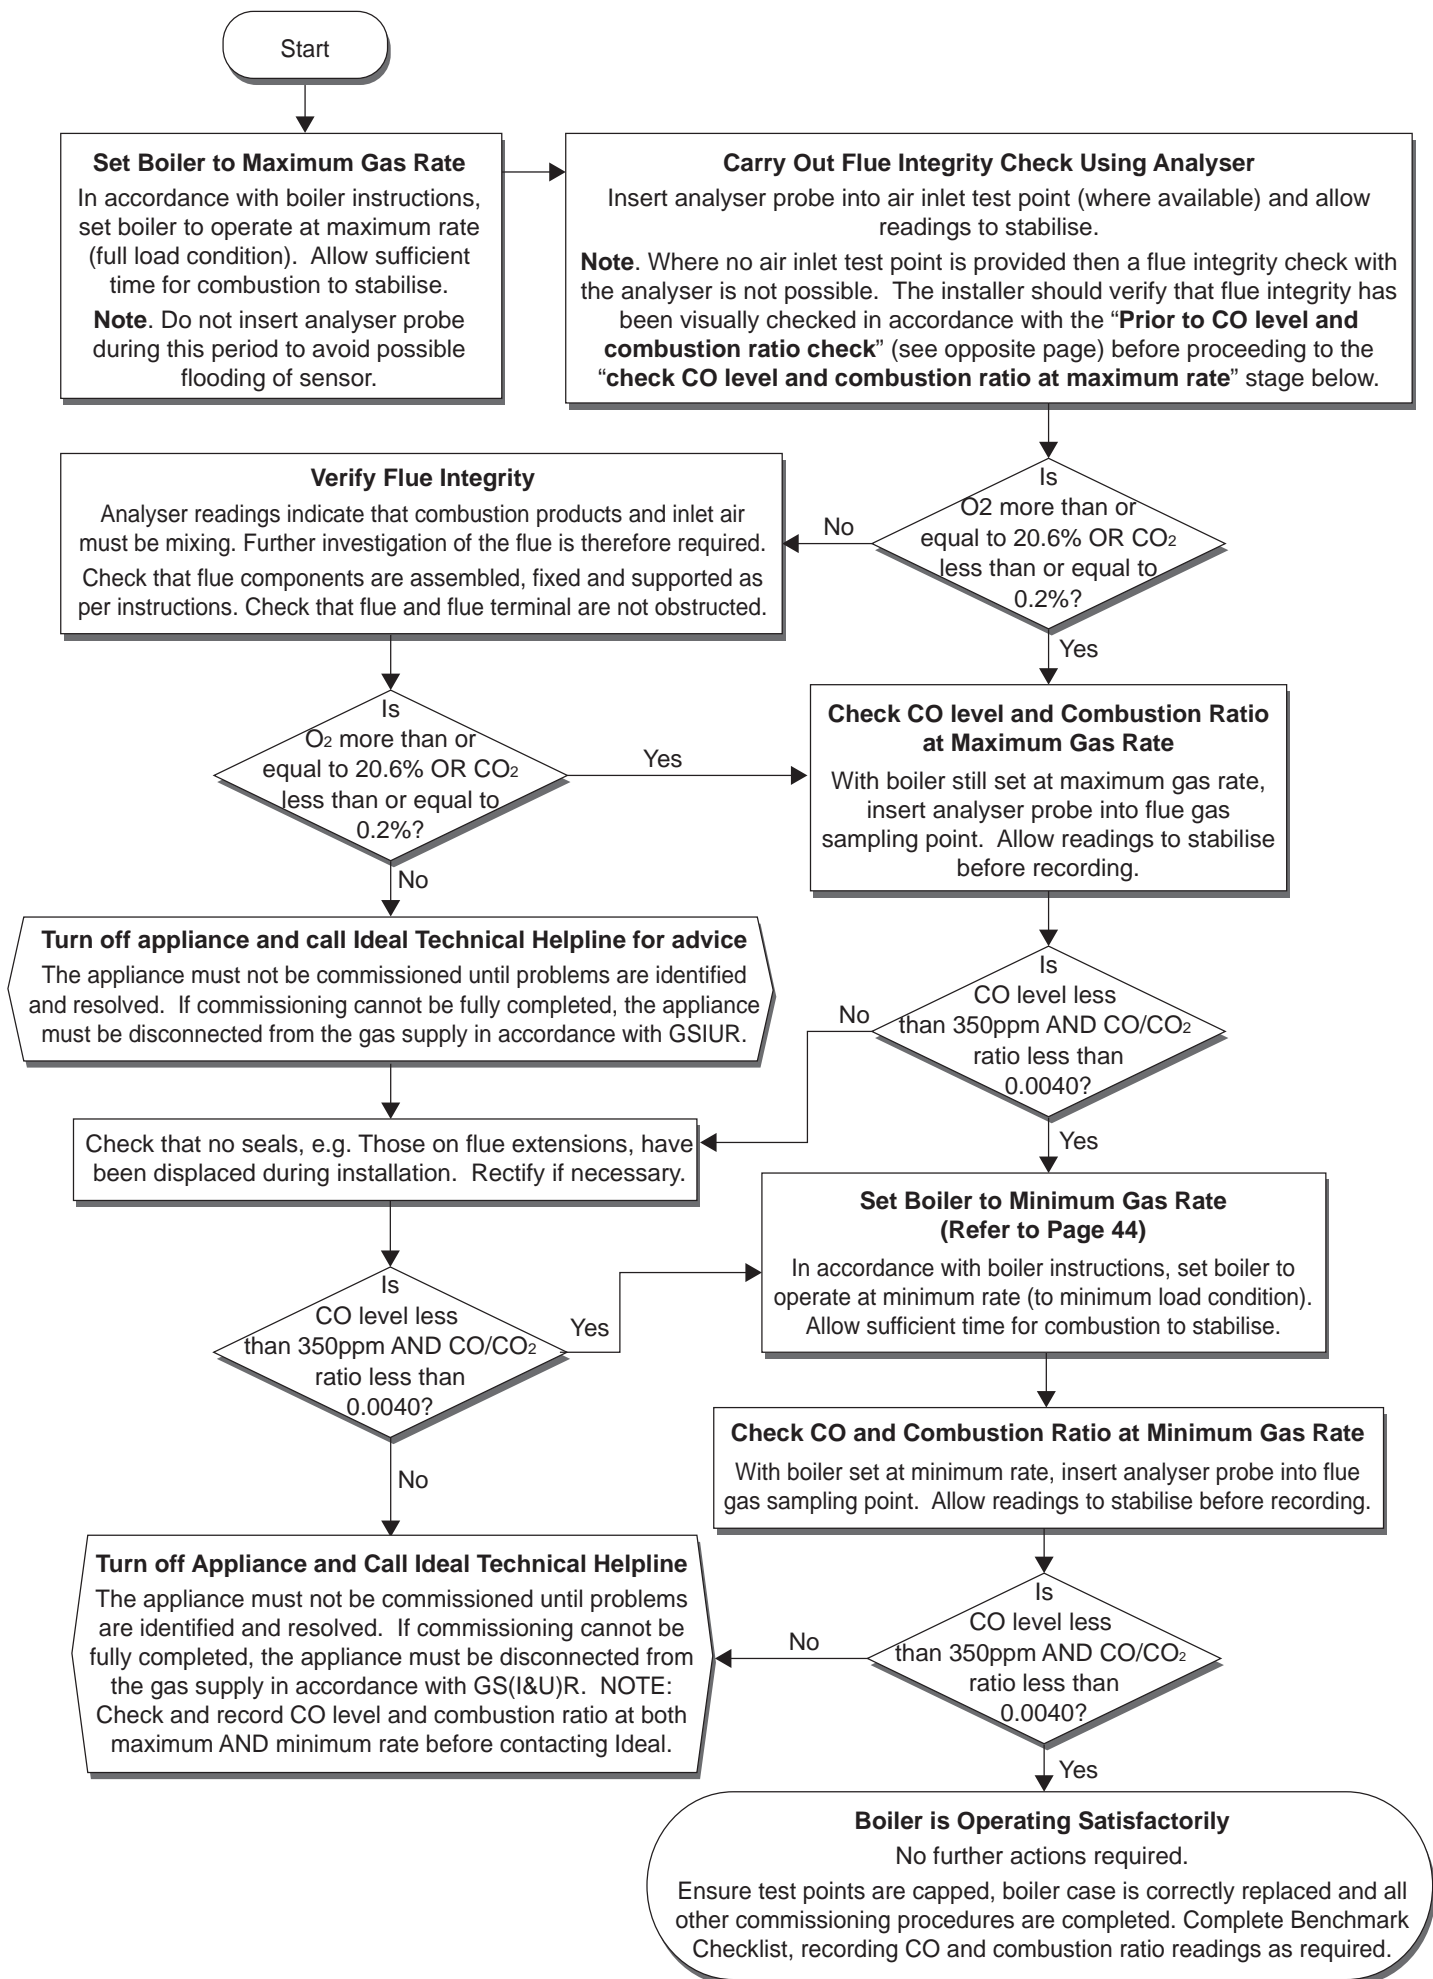 Start
Set Boiler to Maximum Gas Rate
In accordance with boiler instructions,
set boiler to operate at maximum rate
(full load condition).  Allow sufficient
time for combustion to stabilise.
Note. Do not insert analyser probe
during this period to avoid possible
flooding of sensor.
Carry Out Flue Integrity Check Using Analyser
Insert analyser probe into air inlet test point (where available) and allow
readings to stabilise.
Note. Where no air inlet test point is provided then a flue integrity check with
the analyser is not possible.  The installer should verify that flue integrity has
been visually checked in accordance with the “Prior to CO level and
combustion ratio check” (see opposite page) before proceeding to the
“check CO level and combustion ratio at maximum rate” stage below.
Is
O2 more than or
equal to 20.6% OR CO2
less than or equal to
0.2%?
No
Yes
Verify Flue Integrity
Analyser readings indicate that combustion products and inlet air
must be mixing. Further investigation of the flue is therefore required.
Check that flue components are assembled, fixed and supported as
per instructions. Check that flue and flue terminal are not obstructed.
Is
O2 more than or
equal to 20.6% OR CO2
less than or equal to
0.2%?
Yes
No
Check CO level and Combustion Ratio
at Maximum Gas Rate
With boiler still set at maximum gas rate,
insert analyser probe into flue gas
sampling point.  Allow readings to stabilise
before recording.
Turn off appliance and call Ideal Technical Helpline for advice
The appliance must not be commissioned until problems are identified
and resolved.  If commissioning cannot be fully completed, the appliance
must be disconnected from the gas supply in accordance with GSIUR.
Is
CO level less
than 350ppm AND CO/CO2
ratio less than
0.0040?
No
Yes
Check that no seals, e.g. Those on flue extensions, have
been displaced during installation.  Rectify if necessary.
Set Boiler to Minimum Gas Rate
(Refer to Page 44)
In accordance with boiler instructions, set boiler to
operate at minimum rate (to minimum load condition).
Allow sufficient time for combustion to stabilise.
Is
CO level less
than 350ppm AND CO/CO2
ratio less than
0.0040?
Yes
No
Check CO and Combustion Ratio at Minimum Gas Rate
With boiler set at minimum rate, insert analyser probe into flue
gas sampling point.  Allow readings to stabilise before recording.
Turn off Appliance and Call Ideal Technical Helpline
The appliance must not be commissioned until problems
are identified and resolved.  If commissioning cannot be
fully completed, the appliance must be disconnected from
the gas supply in accordance with GS(I&U)R.  NOTE:
Check and record CO level and combustion ratio at both
maximum AND minimum rate before contacting Ideal.
Is
CO level less
than 350ppm AND CO/CO2
ratio less than
0.0040?
No
Yes
Boiler is Operating Satisfactorily
No further actions required.
Ensure test points are capped, boiler case is correctly replaced and all
other commissioning procedures are completed. Complete Benchmark
Checklist, recording CO and combustion ratio readings as required.